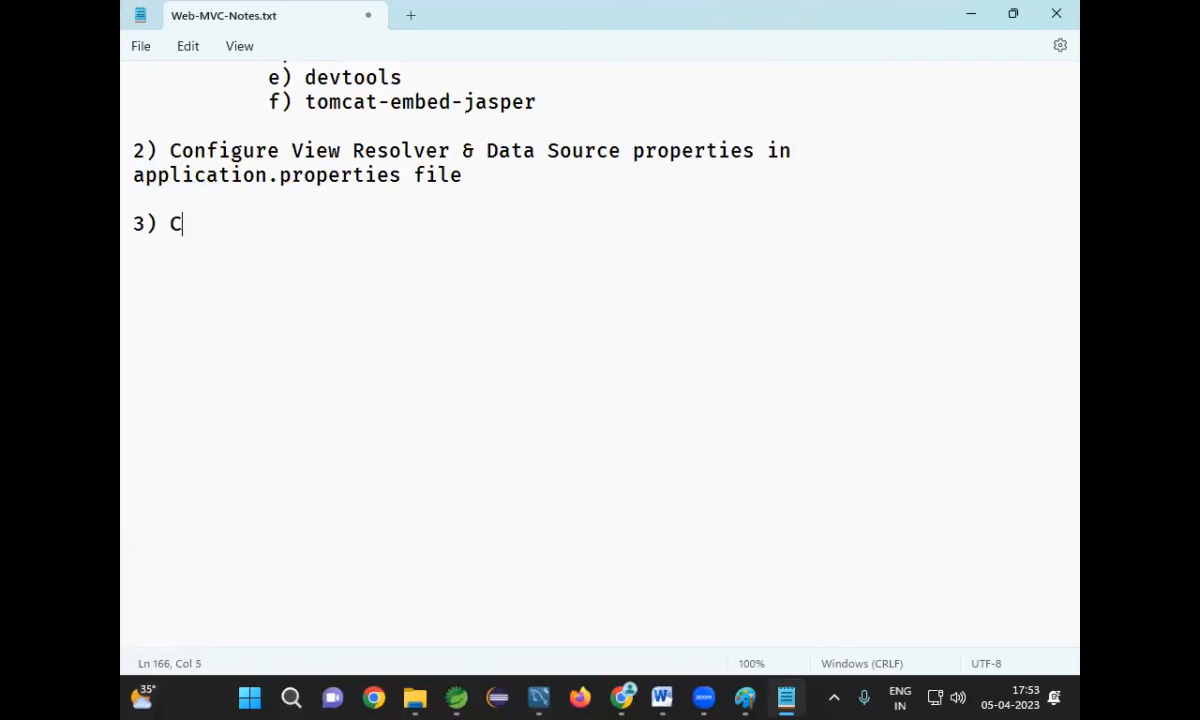 Web-MVC-Notes.txt
File Edit View
e) devtools
f) tomcat-embed-jasper
2) Configure View Resolver & Data Source properties in
application.properties file
3) C
Ln 166, Col 5 100% Windows (CRLF) UTF-8
35°
ENG
IN
17:53
05-04-2023
zoom